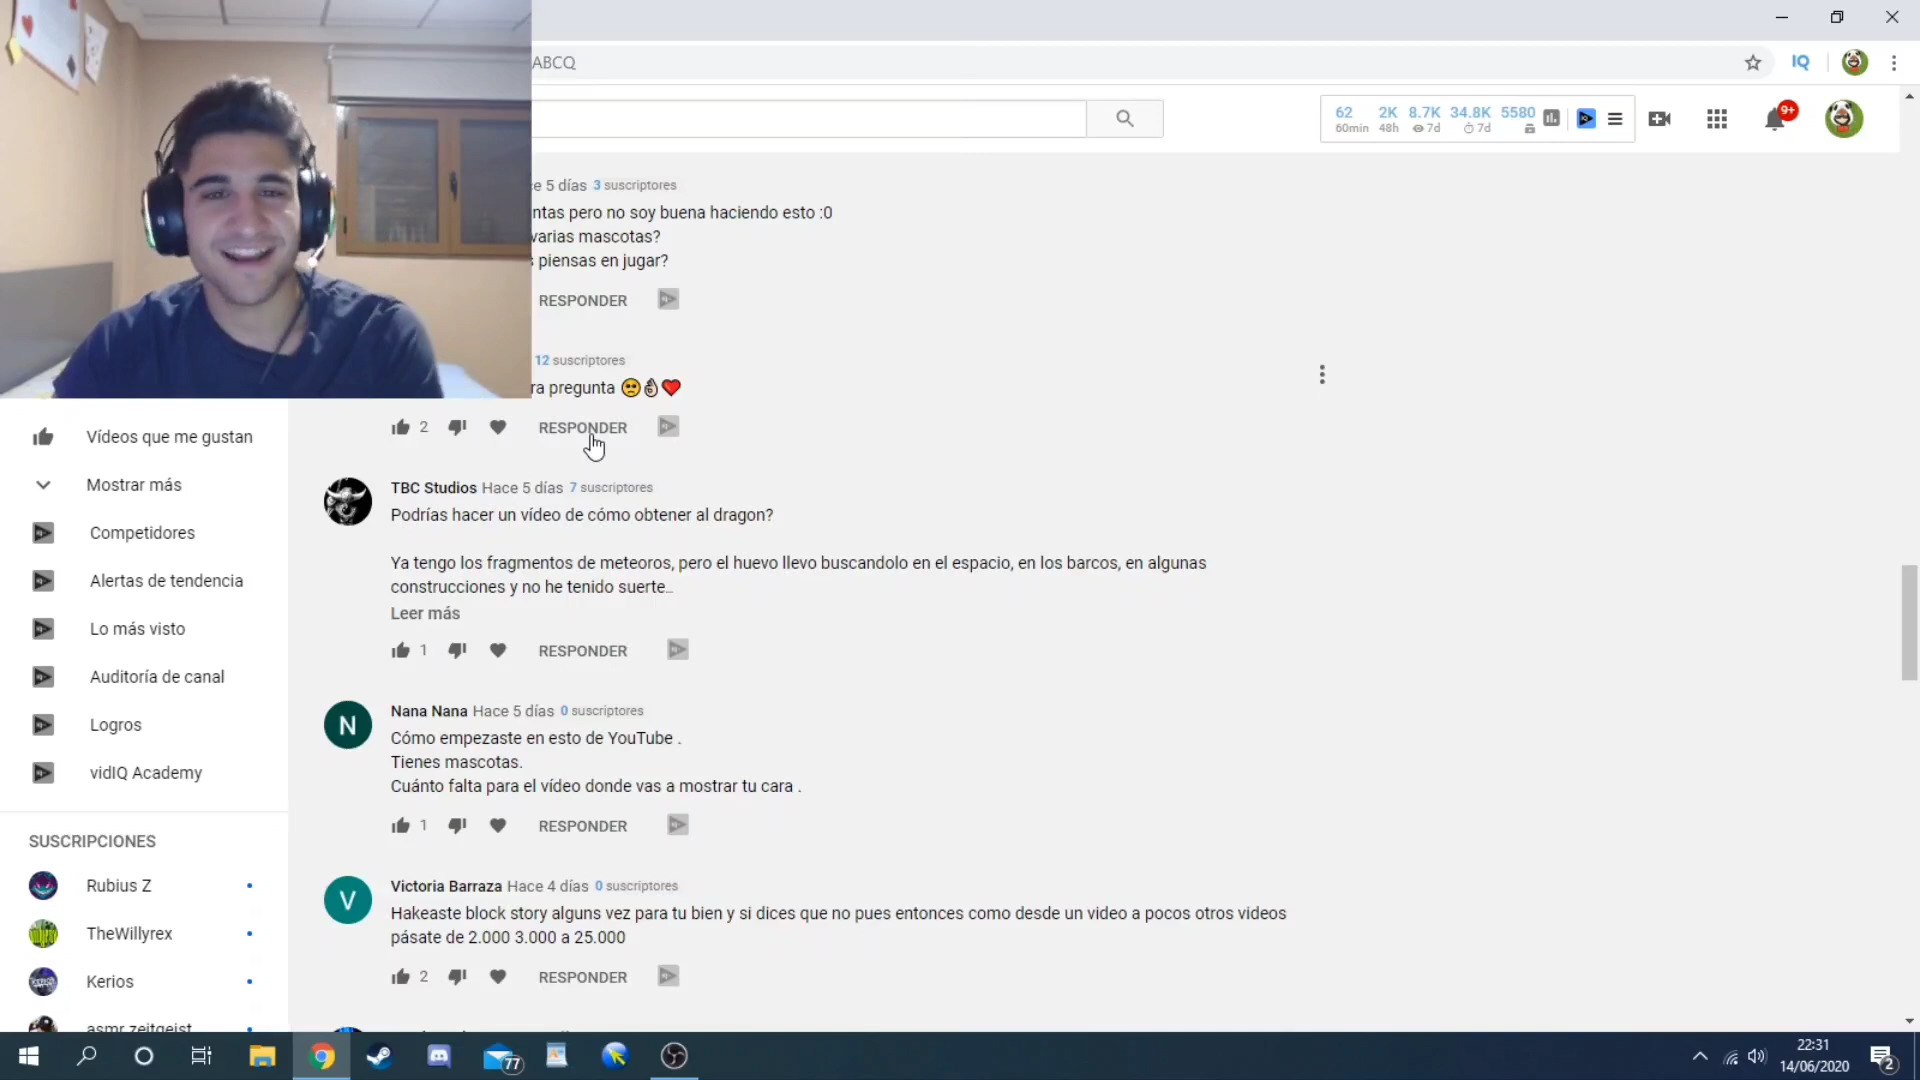 ABCQ
IQ
62 2K 8.7K 34.8K 5580
60min 48h 7d 7d
9+
5 días 3 suscriptores
pero no soy buena haciendo esto :0
varias mascotas?
piensas en jugar?
RESPONDER
12 suscriptores
pregunta 🥺👌❤️
2 RESPONDER
TBC Studios Hace 5 días 7 suscriptores
Podrías hacer un vídeo de cómo obtener al dragon?
Ya tengo los fragmentos de meteoros, pero el huevo llevo buscandolo en el espacio, en los barcos, en algunas
construcciones y no he tenido suerte..
Leer más
1 RESPONDER
Nana Nana Hace 5 días 0 suscriptores
Cómo empezaste en esto de YouTube .
Tienes mascotas.
Cuánto falta para el vídeo donde vas a mostrar tu cara .
1 RESPONDER
Victoria Barraza Hace 4 días 0 suscriptores
Hakeaste block story alguns vez para tu bien y si dices que no pues entonces como desde un video a pocos otros videos
pásate de 2.000 3.000 a 25.000
2 RESPONDER
Vídeos que me gustan
Mostrar más
Competidores
Alertas de tendencia
Lo más visto
Auditoría de canal
Logros
vidIQ Academy
SUSCRIPCIONES
Rubius Z
TheWillyrex
Kerios
asmr zeitgeist
77
22:31
14/06/2020
2